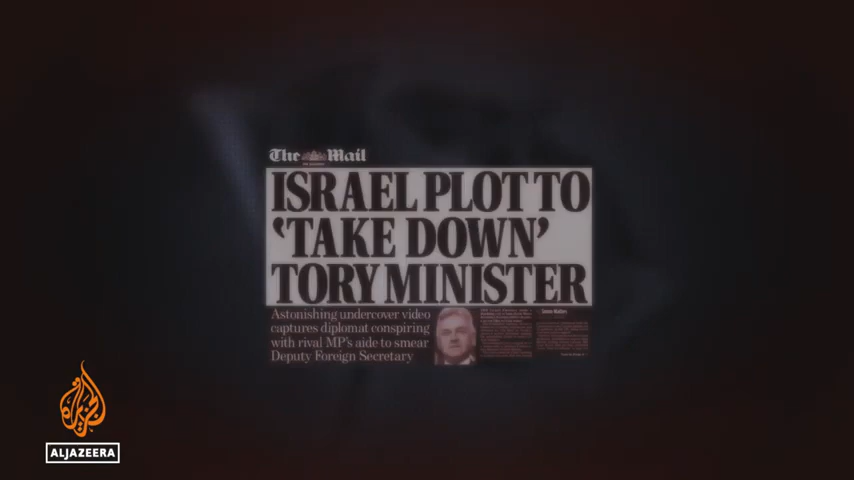 The Mail
ISRAEL PLOT TO
‘TAKE DOWN’
TORY MINISTER
Astonishing undercover video
captures diplomat conspiring
with rival MP's aide to smear
Deputy Foreign Secretary
ALJAZEERA